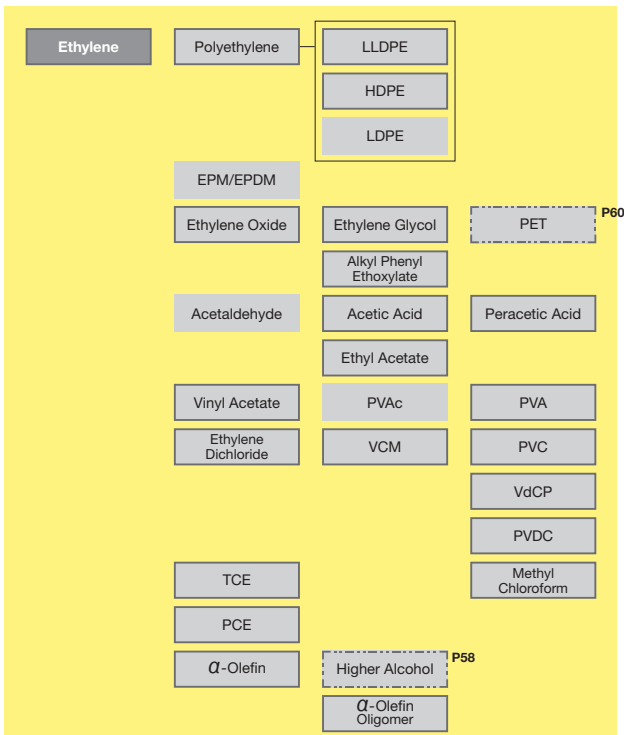 Ethylene
Polyethylene
LLDPE
HDPE
LDPE
EPM/EPDM
Ethylene Oxide
Ethylene Glycol
PET
P60
Alkyl Phenyl
Ethoxylate
Acetaldehyde
Acetic Acid
Peracetic Acid
Ethyl Acetate
Vinyl Acetate
PVAc
PVA
Ethylene
Dichloride
VCM
PVC
VdCP
PVDC
Methyl
Chloroform
TCE
PCE
α-Olefin
Higher Alcohol
P58
α-Olefin
Oligomer